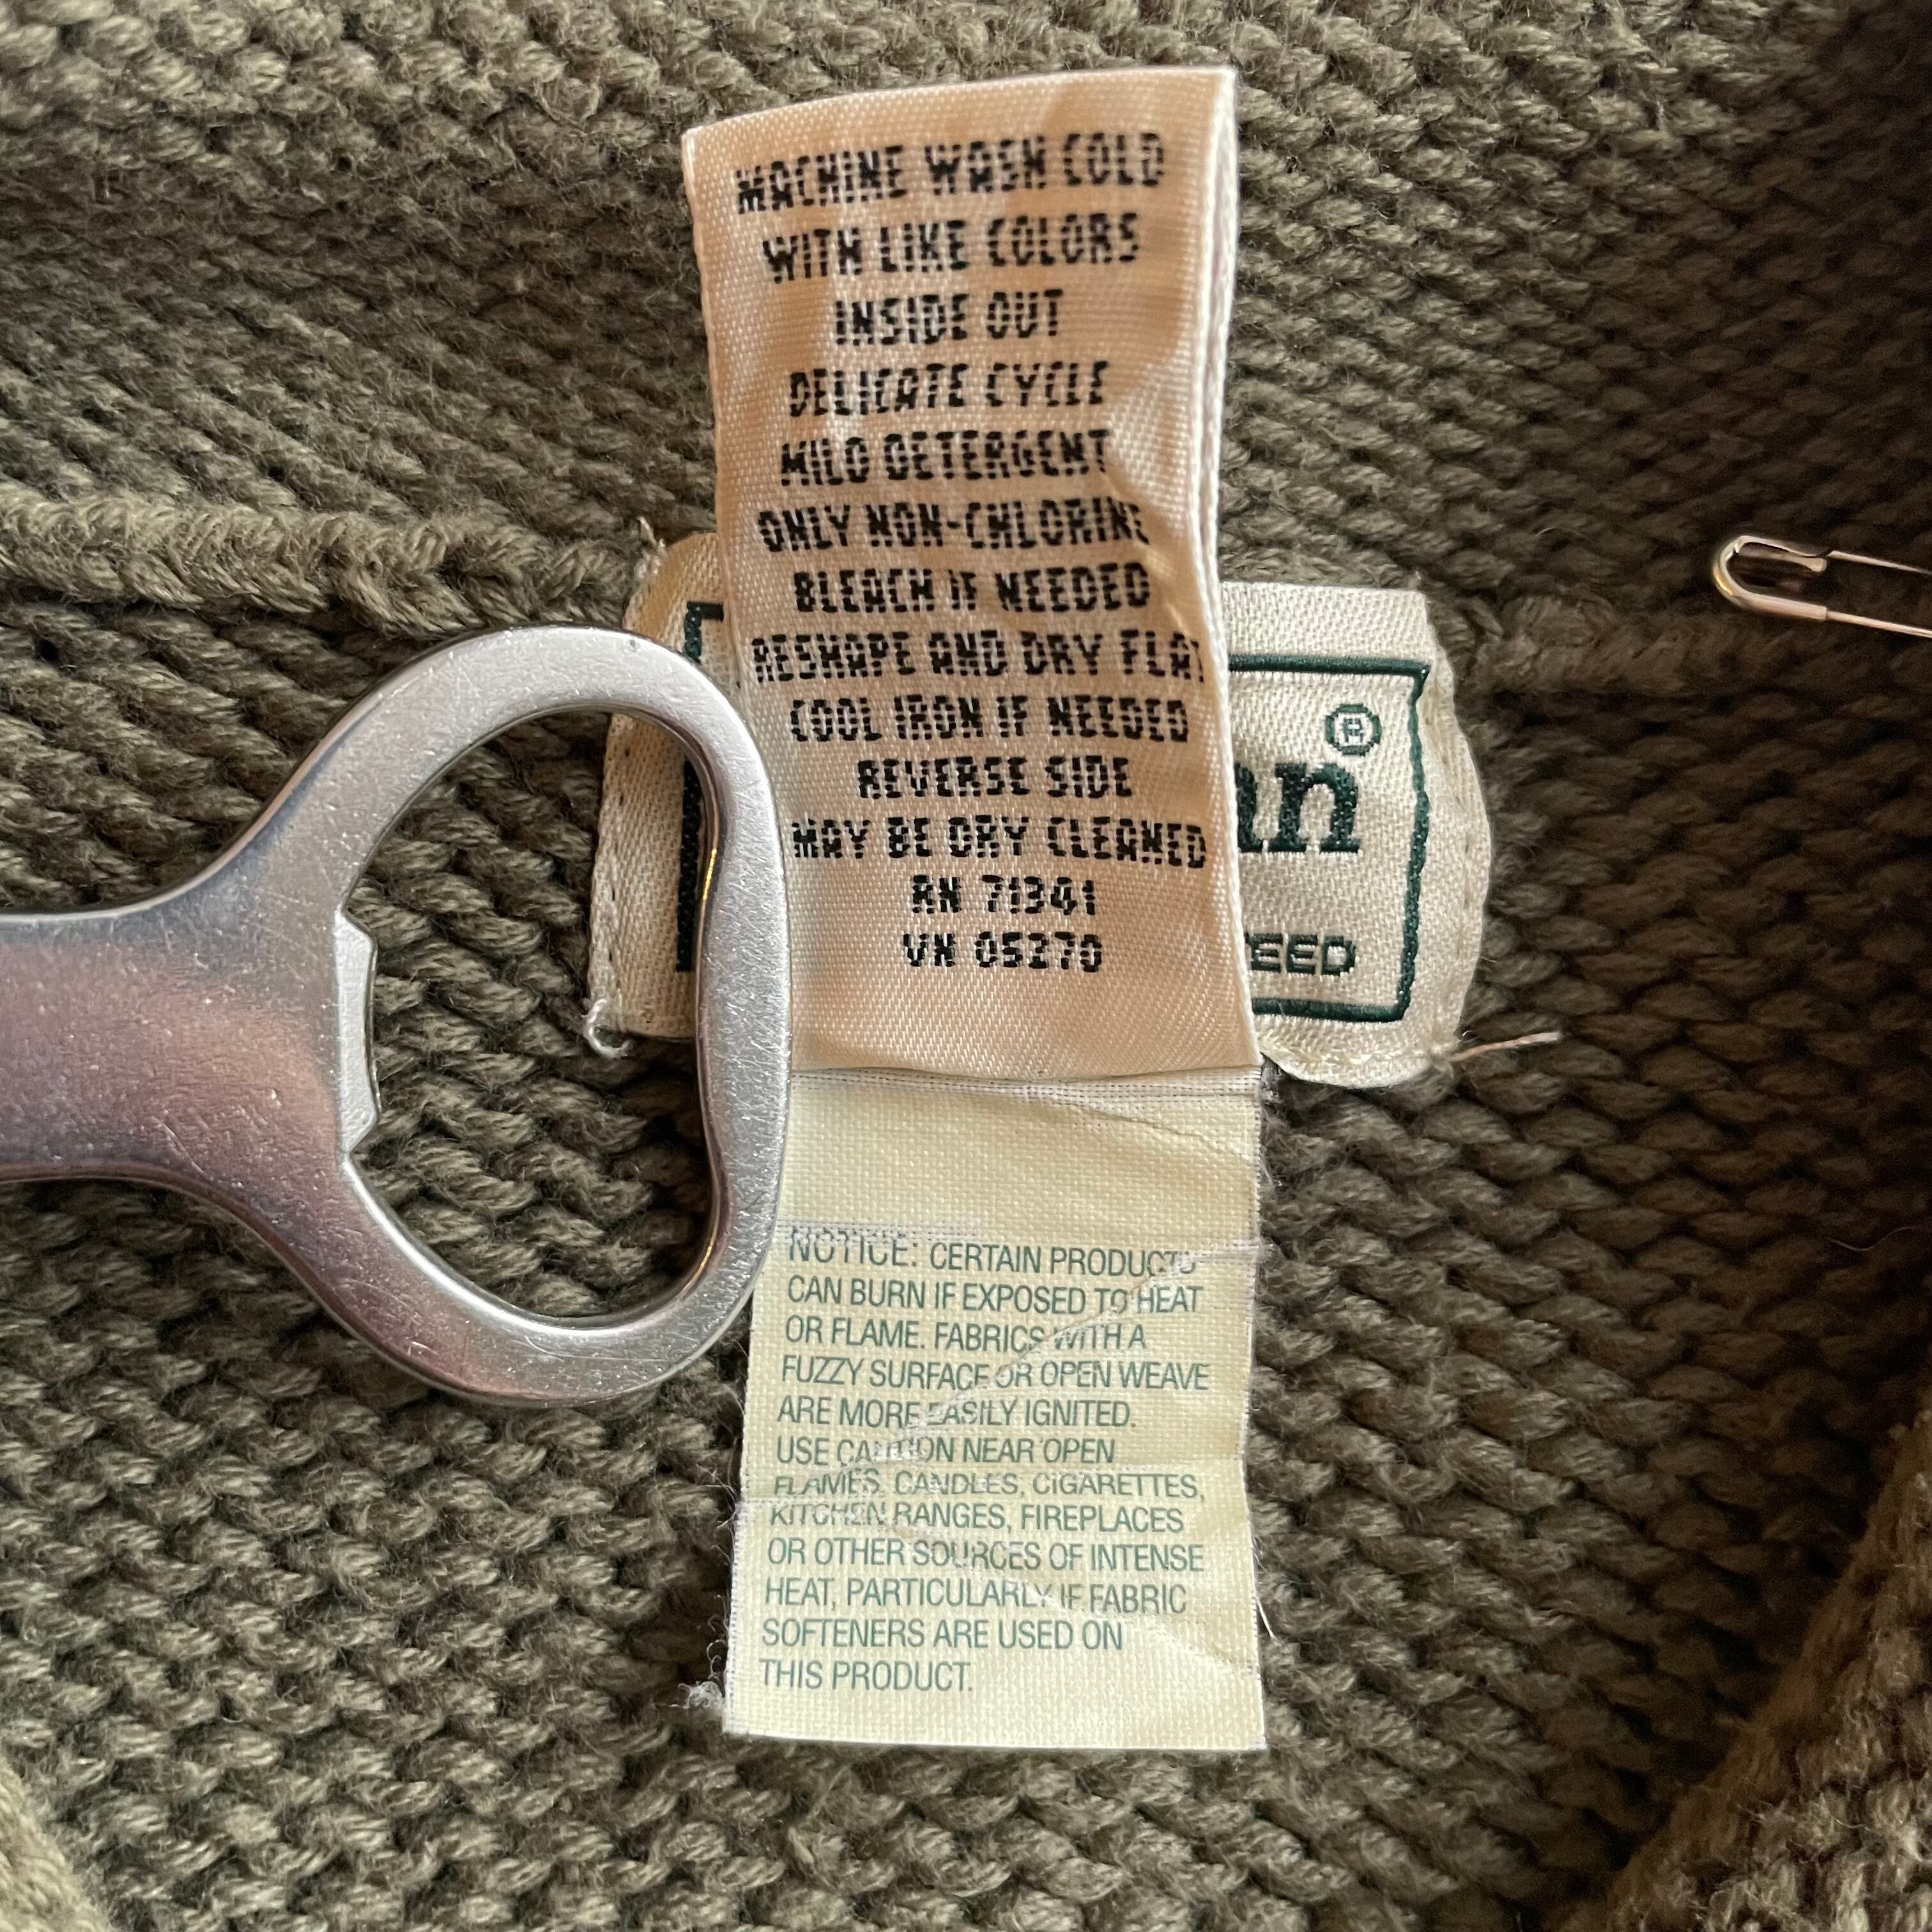 MACHINE WASH COLD
WITH LIKE COLORS
INSIDE OUT
DELICATE CYCLE
MILD DETERGENT
ONLY NON-CHLORINE
BLEACH IF NEEDED
RESHAPE AND DRY FLAT
COOL IRON IF NEEDED
REVERSE SIDE
MAY BE DRY CLEANED
RN 71341
VN 05270
®
an
EED
NOTICE: CERTAIN PRODUCTS
CAN BURN IF EXPOSED TO HEAT
OR FLAME. FABRICS WITH A
FUZZY SURFACE OR OPEN WEAVE
ARE MORE EASILY IGNITED.
USE CAUTION NEAR OPEN
FLAMES, CANDLES, CIGARETTES,
KITCHEN RANGES, FIREPLACES
OR OTHER SOURCES OF INTENSE
HEAT, PARTICULARLY IF FABRIC
SOFTENERS ARE USED ON
THIS PRODUCT.